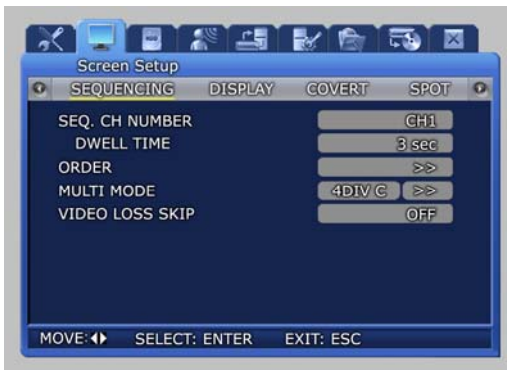 Screen Setup
SEQUENCING DISPLAY COVERT SPOT
SEQ. CH NUMBER CH1
DWELL TIME 3 sec
ORDER >>
MULTI MODE 4DIV C >>
VIDEO LOSS SKIP OFF
MOVE: SELECT: ENTER EXIT: ESC